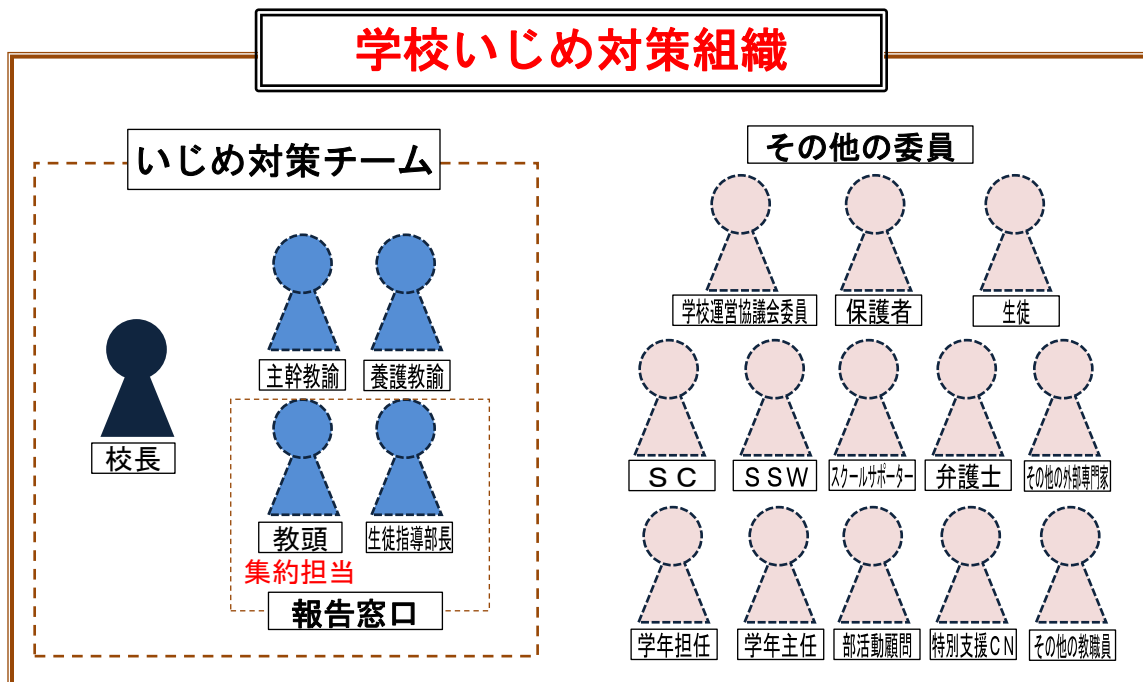 学校いじめ対策組織
いじめ対策チーム
その他の委員
学校運営協議会委員
保護者
生徒
主幹教諭
養護教諭
校長
ＳＣ
ＳＳＷ
スクールサポーター
弁護士
その他の外部専門家
教頭
生徒指導部長
集約担当
報告窓口
学年担任
学年主任
部活動顧問
特別支援ＣＮ
その他の教職員